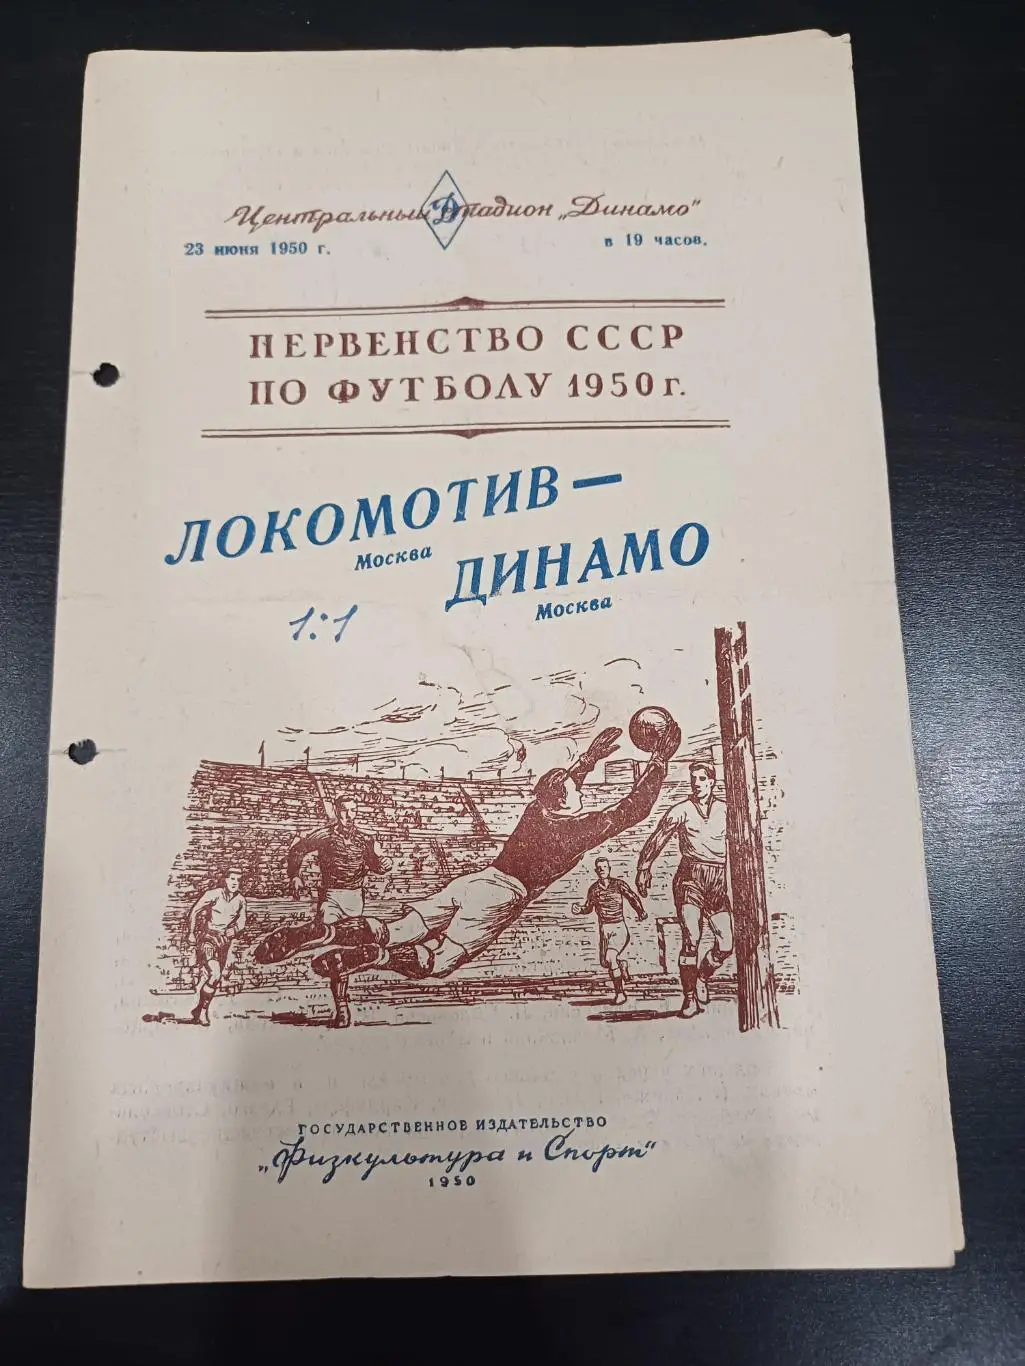 Центральный Стадион „Динамо"
23 июня 1950 г. в 19 часов.
ПЕРВЕНСТВО СССР
ПО ФУТБОЛУ 1950 г.
ЛОКОМОТИВ —
Москва
ДИНАМО
Москва
1:1
ГОСУДАРСТВЕННОЕ ИЗДАТЕЛЬСТВО
„Физкультура и Спорт"
1950